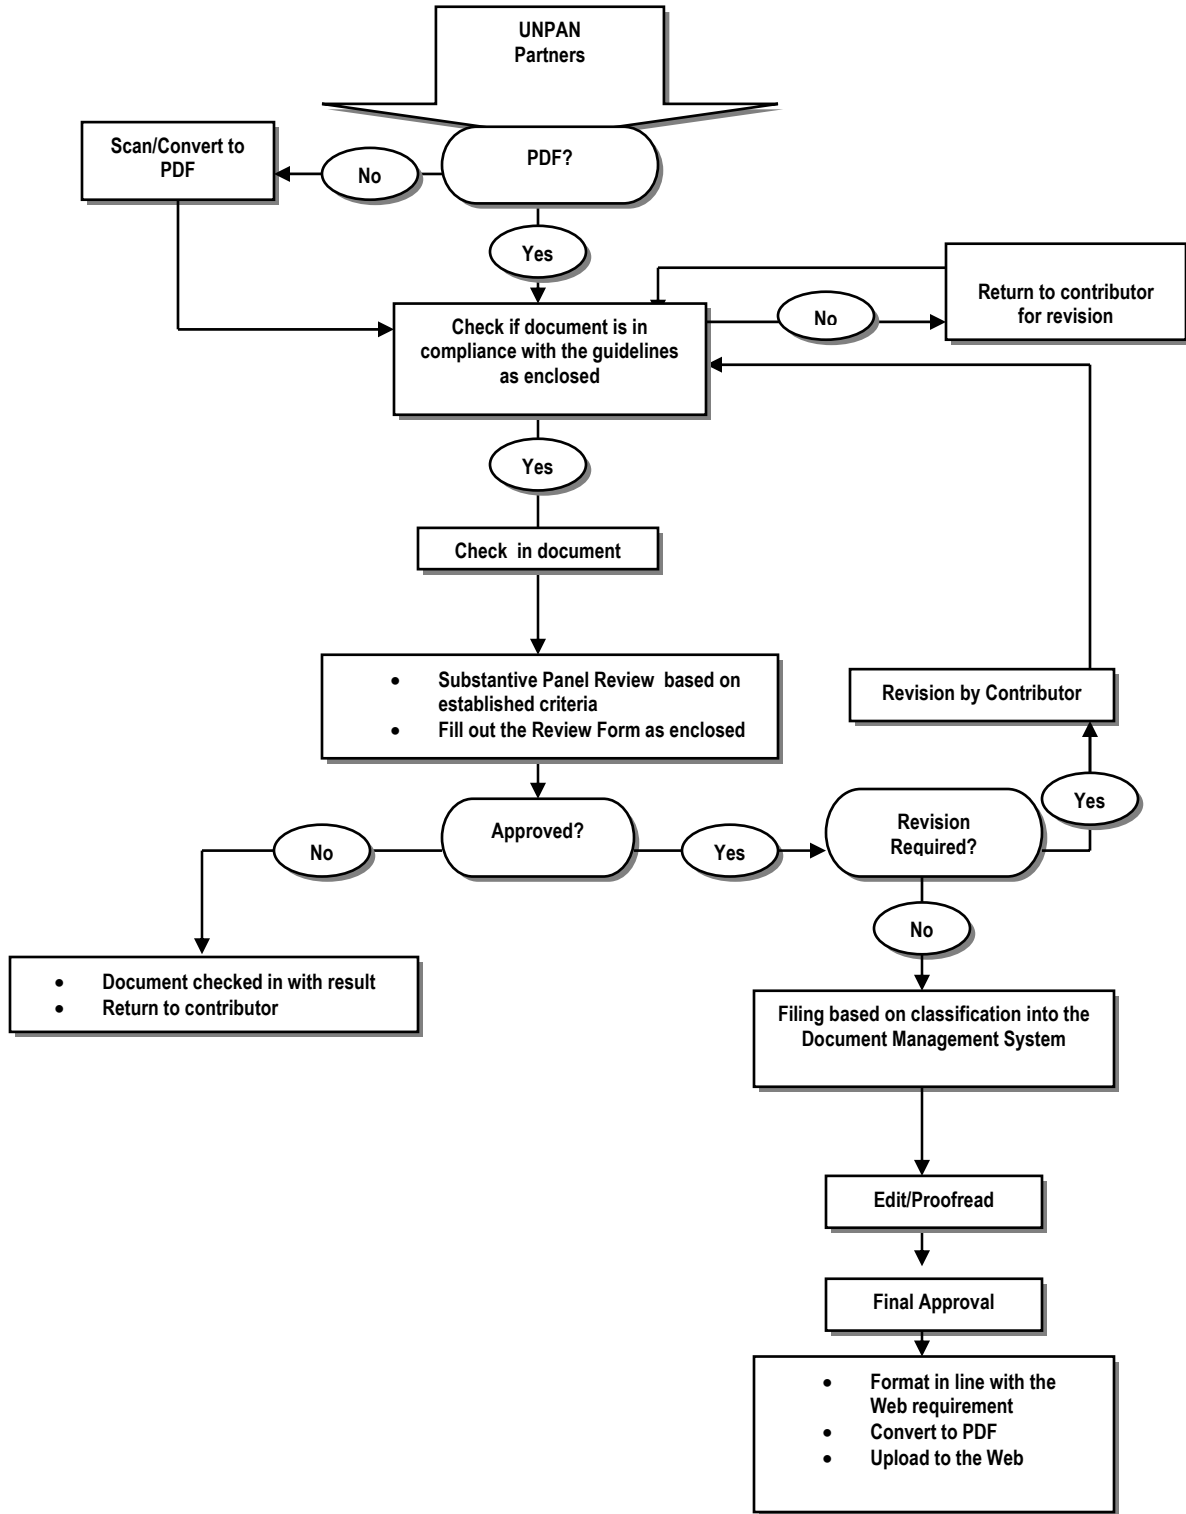 UNPAN
Partners
Scan/Convert to
PDF
No
PDF?
Yes
Return to contributor
for revision
No
Check if document is in
compliance with the guidelines
as enclosed
Yes
Check in document
• Substantive Panel Review based on
established criteria
• Fill out the Review Form as enclosed
Revision by Contributor
Yes
Approved?
No
Yes
Revision
Required?
No
• Document checked in with result
• Return to contributor
Filing based on classification into the
Document Management System
Edit/Proofread
Final Approval
• Format in line with the
Web requirement
• Convert to PDF
• Upload to the Web